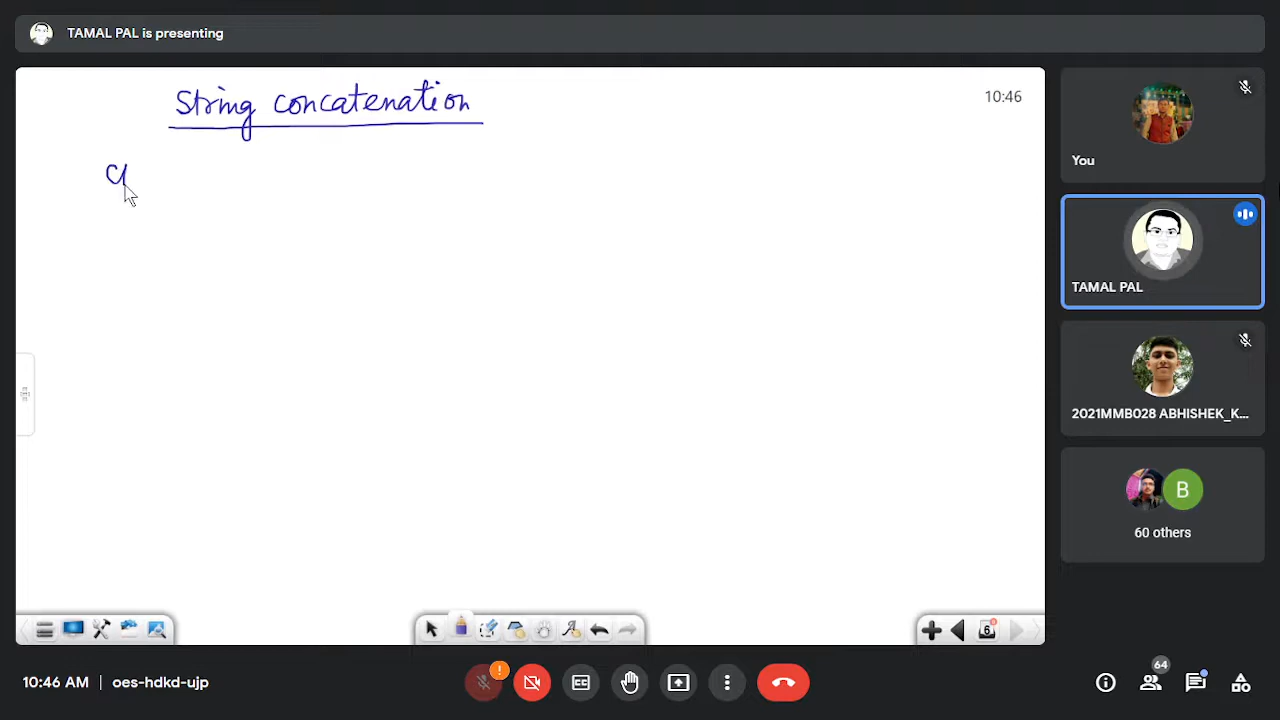 TAMAL PAL is presenting
String concatenation
10:46
You
TAMAL PAL
2021MMB028 ABHISHEK_K...
B
60 others
6
10:46 AM | oes-hdkd-ujp
64